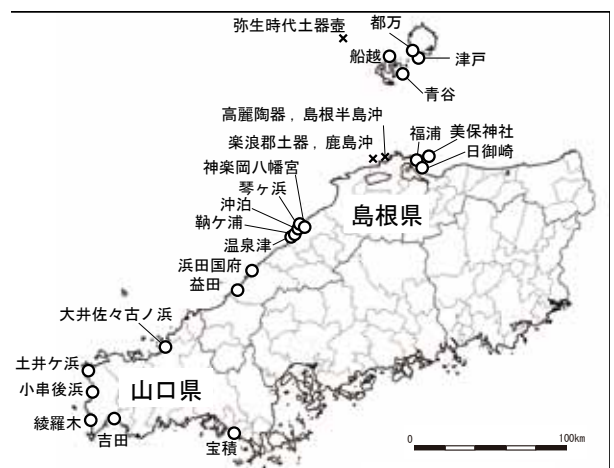 弥生時代土器壺
都万
船越
津戸
青谷
高麗陶器，島根半島沖
福浦
美保神社
楽浪郡土器，鹿島沖
日御崎
神楽岡八幡宮
琴ヶ浜
沖泊
鞆ケ浦
温泉津
島根県
浜田国府
益田
大井佐々古ノ浜
土井ケ浜
小串後浜
山口県
綾羅木
吉田
宝積
0
100km